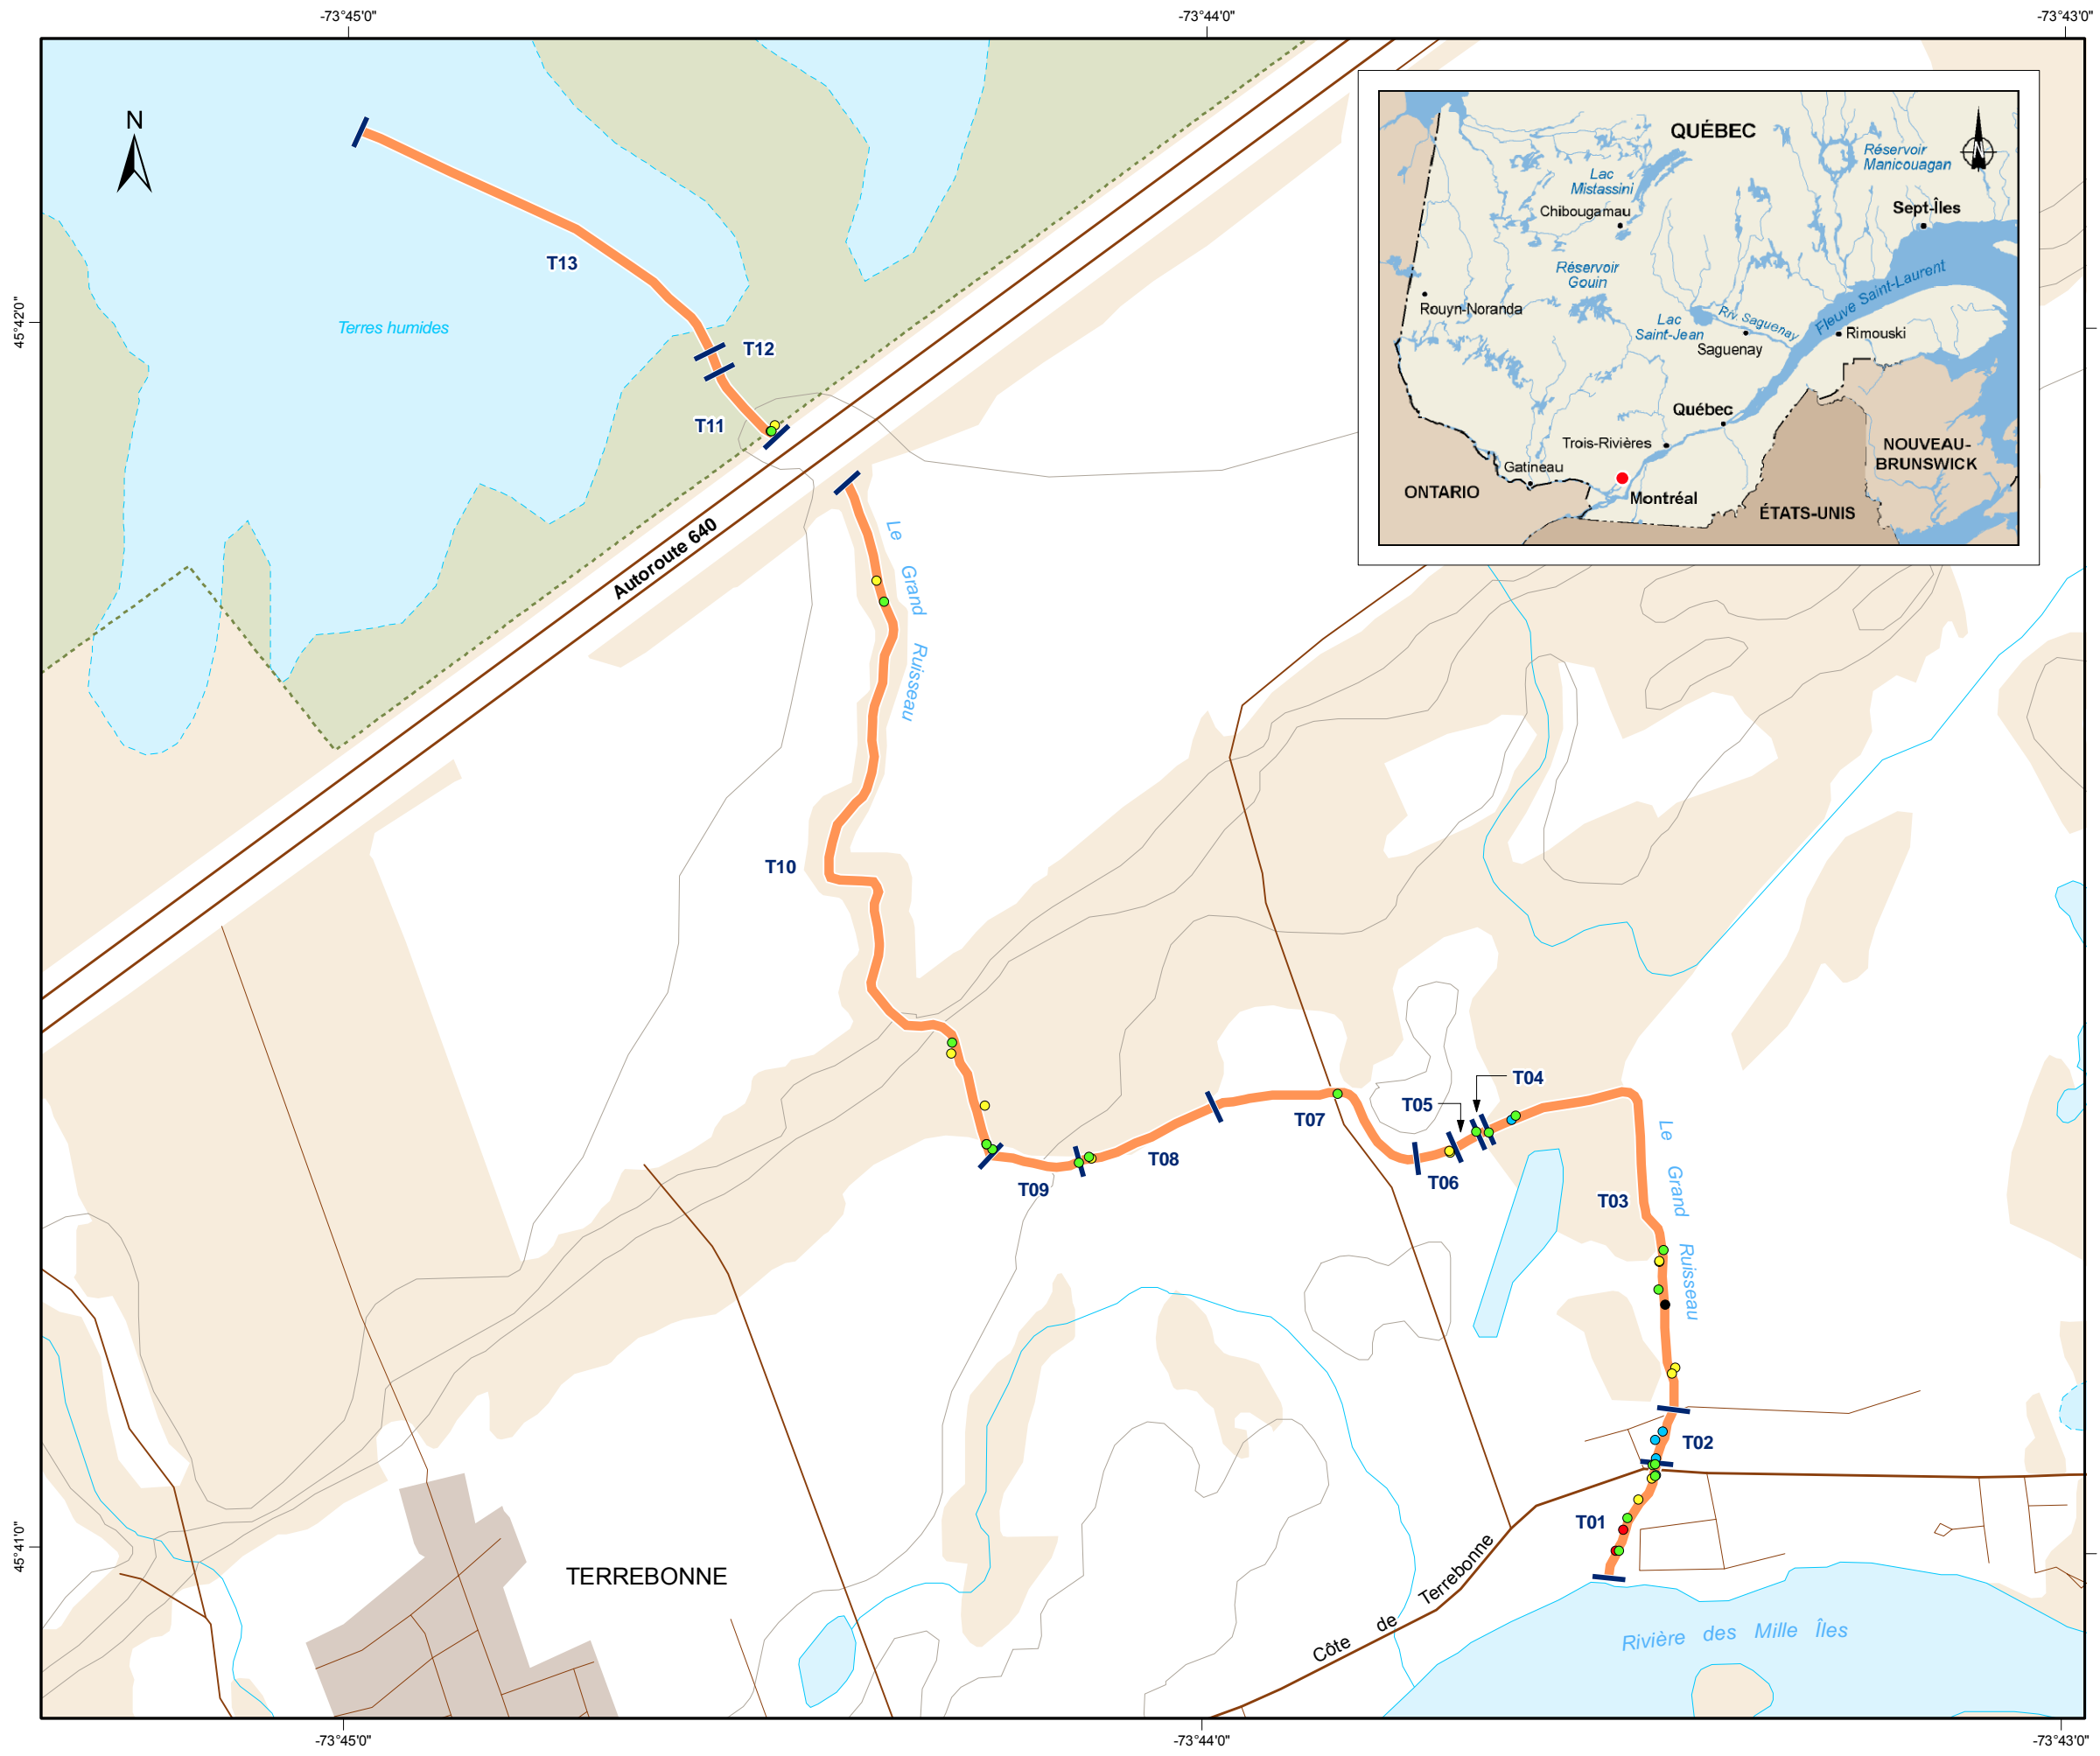 -73°45'0"
-73°44'0"
-73°43'0"
N
QUÉBEC
N
Réservoir
Manicouagan
Lac
Mistassini
Chibougamau
Sept-Îles
Réservoir
Gouin
Fleuve Saint-Laurent
Rouyn-Noranda
Lac
Saint-Jean
Riv. Saguenay
Rimouski
Saguenay
Québec
Trois-Rivières
NOUVEAU-
BRUNSWICK
Gatineau
ONTARIO
Montréal
ÉTATS-UNIS
T13
45°42'0"
Terres humides
T12
T11
Autoroute 640
Le Grand Ruisseau
T10
T04
T05
T07
T08
T06
T09
T03
Le Grand Ruisseau
T02
T01
45°41'0"
TERREBONNE
Côte de Terrebonne
Rivière des Mille Îles
-73°45'0"
-73°44'0"
-73°43'0"